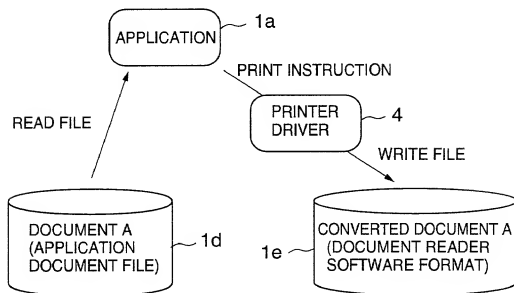 APPLICATION
1a
PRINT INSTRUCTION
READ FILE
PRINTER
DRIVER
4
WRITE FILE
DOCUMENT A
(APPLICATION
DOCUMENT FILE)
1d
1e
CONVERTED DOCUMENT A
(DOCUMENT READER
SOFTWARE FORMAT)